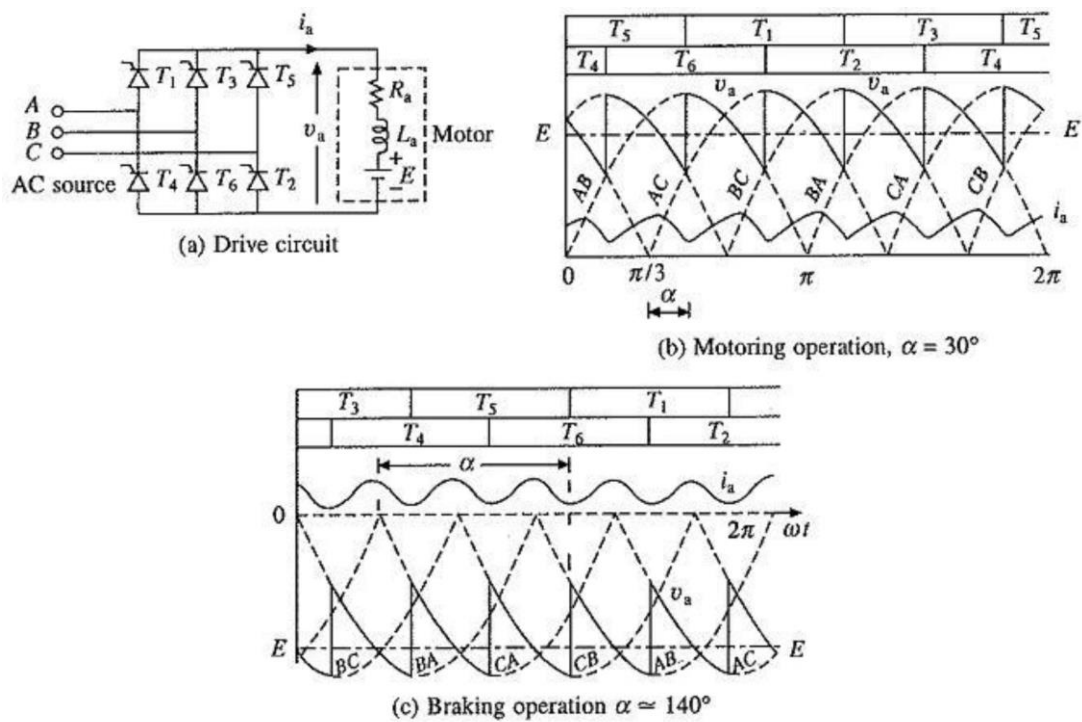 i_a
T_1 T_3 T_5
A
B
C
AC source
v_a
R_a
L_a
+
E
−
Motor
T_4 T_6 T_2
(a) Drive circuit
T_5 T_1 T_3 T_5
T_4 T_6 T_2 T_4
v_a v_a
E E
AB AC BC BA CA CB
i_a
0 π/3 π 2π
α
(b) Motoring operation, α = 30°
T_3 T_5 T_1
T_4 T_6 T_2
α
i_a
0 2π ωt
v_a
E E
BC BA CA CB AB AC
(c) Braking operation α ≃ 140°